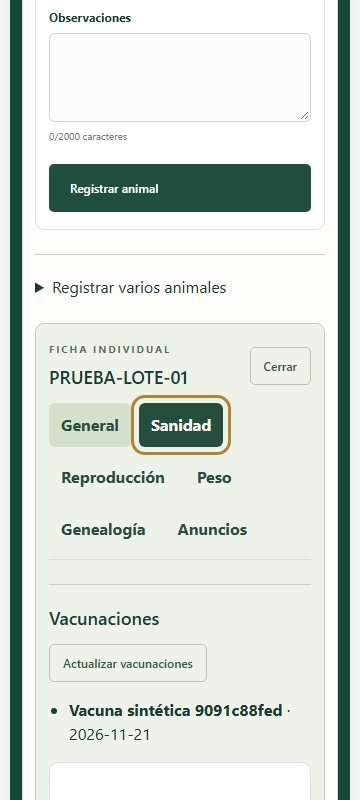 Observaciones
0/2000 caracteres
Registrar animal
Registrar varios animales
FICHA INDIVIDUAL
PRUEBA-LOTE-01
Cerrar
General
Sanidad
Reproducción
Peso
Genealogía
Anuncios
Vacunaciones
Actualizar vacunaciones
Vacuna sintética 9091c88fed ·
2026-11-21